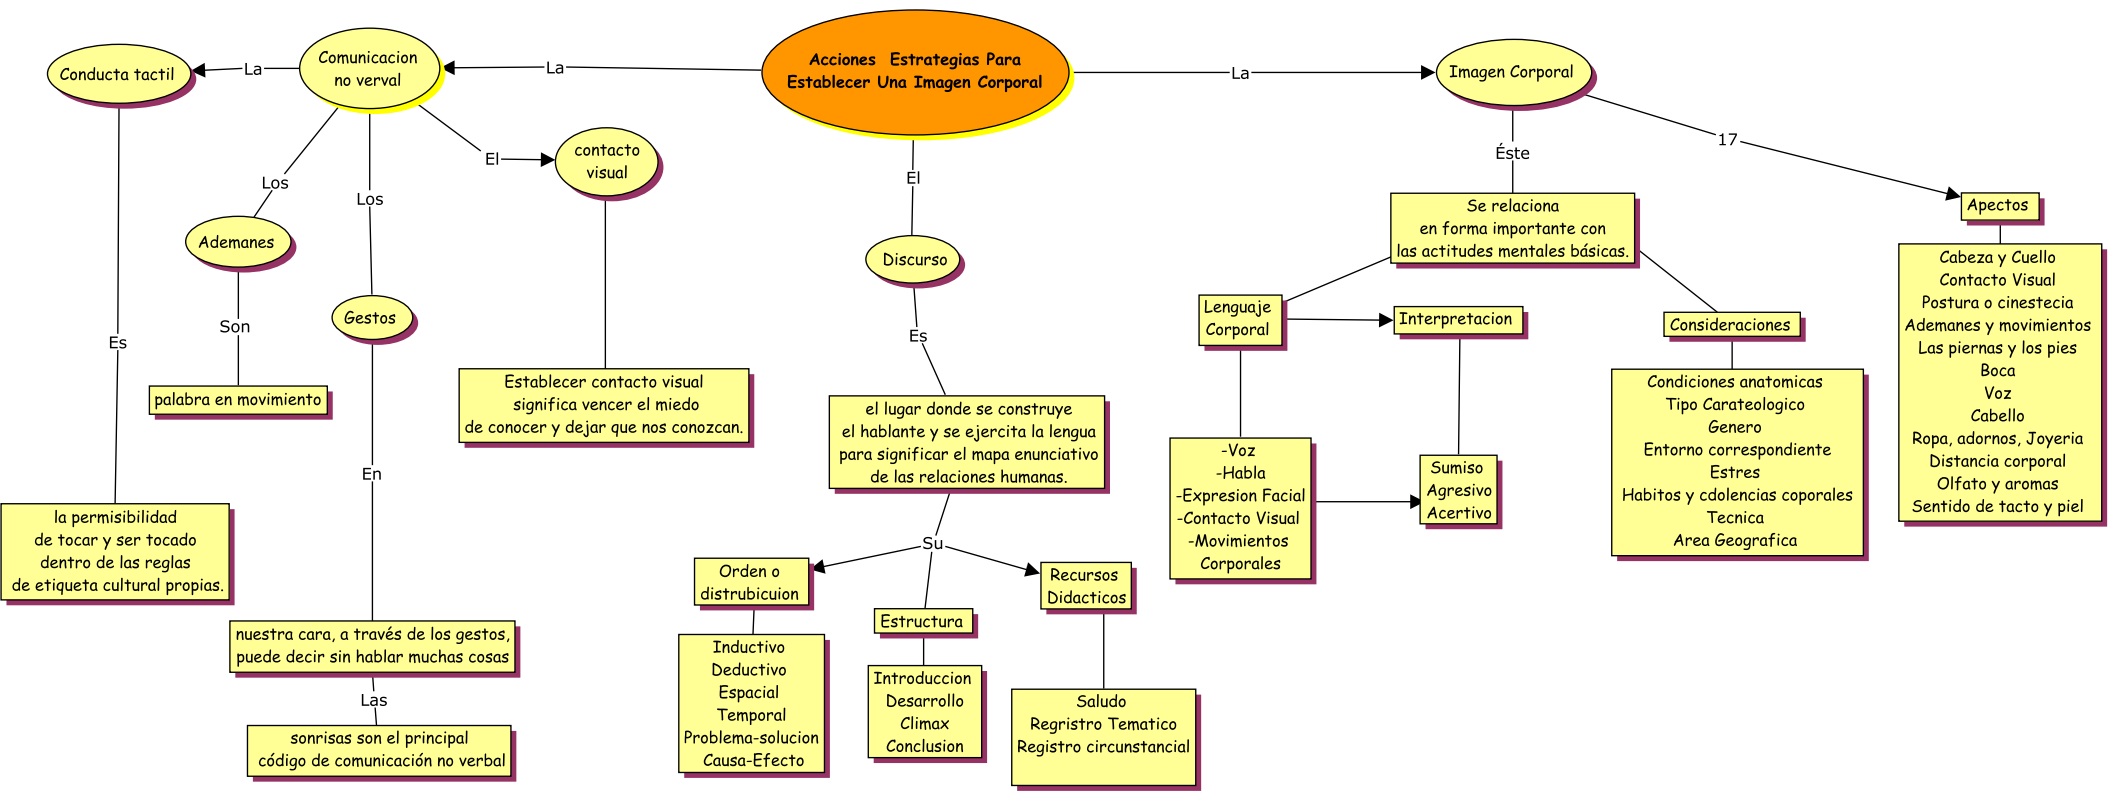 Acciones Estrategias Para
Establecer Una Imagen Corporal
La
Comunicacion
no verval
La
Conducta tactil
Es
la permisibilidad
de tocar y ser tocado
dentro de las reglas
de etiqueta cultural propias.
Los
Ademanes
Son
palabra en movimiento
Los
Gestos
En
nuestra cara, a través de los gestos,
puede decir sin hablar muchas cosas
Las
sonrisas son el principal
código de comunicación no verbal
El
contacto
visual
Establecer contacto visual
significa vencer el miedo
de conocer y dejar que nos conozcan.
El
Discurso
Es
el lugar donde se construye
el hablante y se ejercita la lengua
para significar el mapa enunciativo
de las relaciones humanas.
Su
Orden o
distrubicuion
Inductivo
Deductivo
Espacial
Temporal
Problema-solucion
Causa-Efecto
Estructura
Introduccion
Desarrollo
Climax
Conclusion
Recursos
Didacticos
Saludo
Regristro Tematico
Registro circunstancial
La
Imagen Corporal
Éste
Se relaciona
en forma importante con
las actitudes mentales básicas.
Lenguaje
Corporal
Interpretacion
-Voz
-Habla
-Expresion Facial
-Contacto Visual
-Movimientos
Corporales
Sumiso
Agresivo
Acertivo
Consideraciones
Condiciones anatomicas
Tipo Carateologico
Genero
Entorno correspondiente
Estres
Habitos y cdolencias coporales
Tecnica
Area Geografica
17
Apectos
Cabeza y Cuello
Contacto Visual
Postura o cinestecia
Ademanes y movimientos
Las piernas y los pies
Boca
Voz
Cabello
Ropa, adornos, Joyeria
Distancia corporal
Olfato y aromas
Sentido de tacto y piel